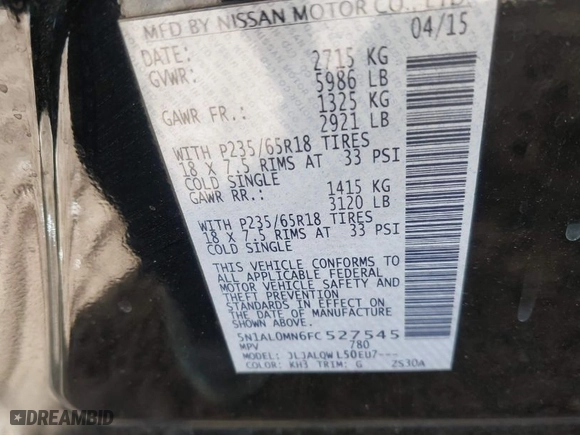 MFD BY NISSAN MOTOR CO., LTD.
DATE: 04/15
GVWR: 2715 KG
5986 LB
GAWR FR.: 1325 KG
2921 LB
WITH P235/65R18 TIRES
18 X 7.5 RIMS AT 33 PSI
COLD SINGLE
GAWR RR.: 1415 KG
3120 LB
WITH P235/65R18 TIRES
18 X 7.5 RIMS AT 33 PSI
COLD SINGLE
THIS VEHICLE CONFORMS TO
ALL APPLICABLE FEDERAL
MOTOR VEHICLE SAFETY AND
THEFT PREVENTION
STANDARDS IN EFFECT ON
THE DATE OF MANUFACTURE
SHOWN ABOVE.
5N1AL0MN6FC527545
MPV 780
MODEL: JLJALQWL50EU7---
COLOR: KH3 TRIM: G ZS30A
DREAMBID